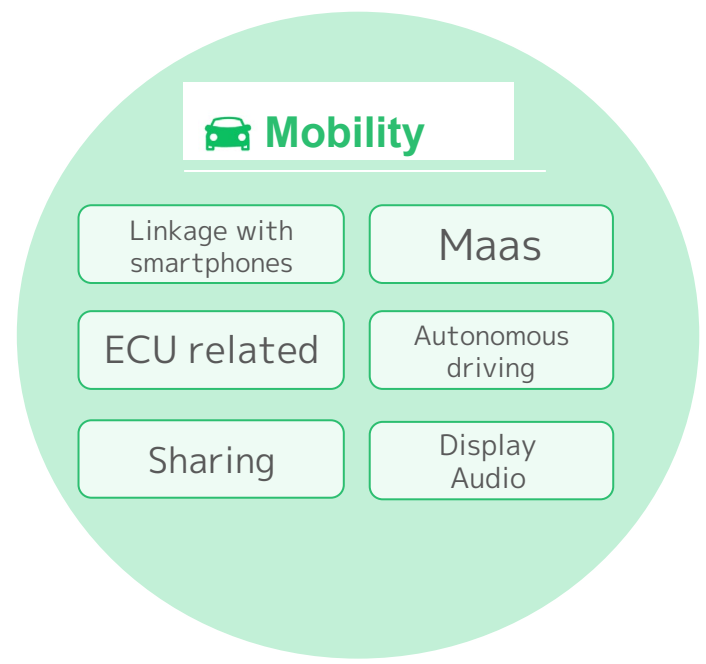 Mobility
Linkage with
smartphones
Maas
ECU related
Autonomous
driving
Sharing
Display
Audio